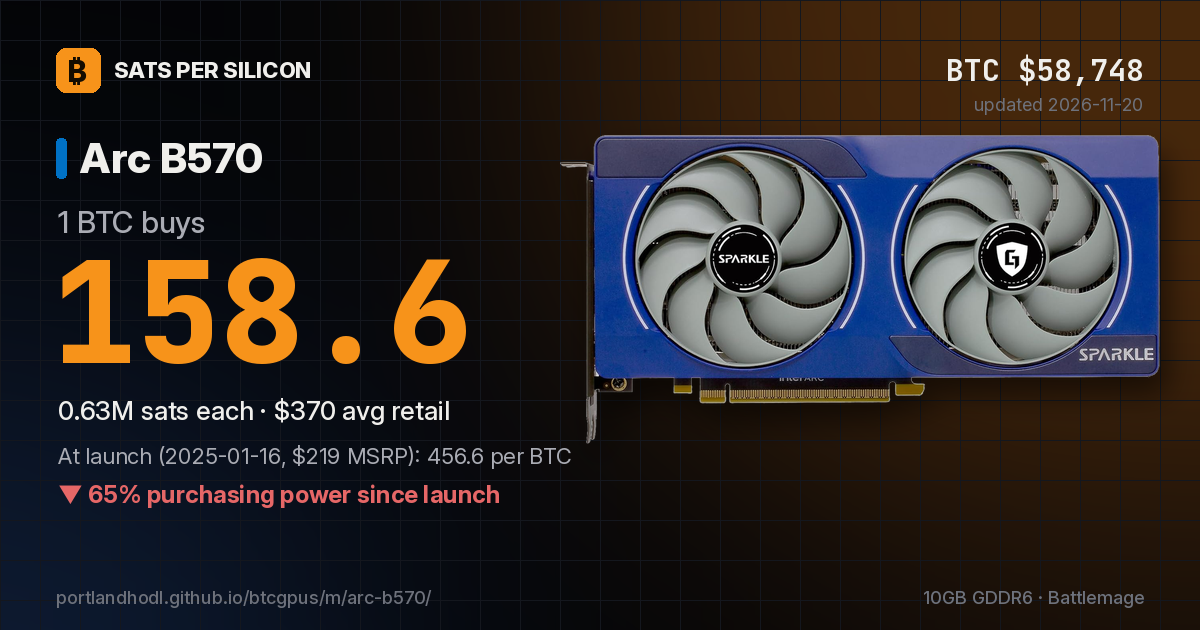 ₿ SATS PER SILICON
BTC $58,748
updated 2026-11-20
Arc B570
1 BTC buys
158.6
0.63M sats each · $370 avg retail
At launch (2025-01-16, $219 MSRP): 456.6 per BTC
▼ 65% purchasing power since launch
SPARKLE
SPARKLE
intel ARC
portlandhodl.github.io/btcgpus/m/arc-b570/
10GB GDDR6 · Battlemage